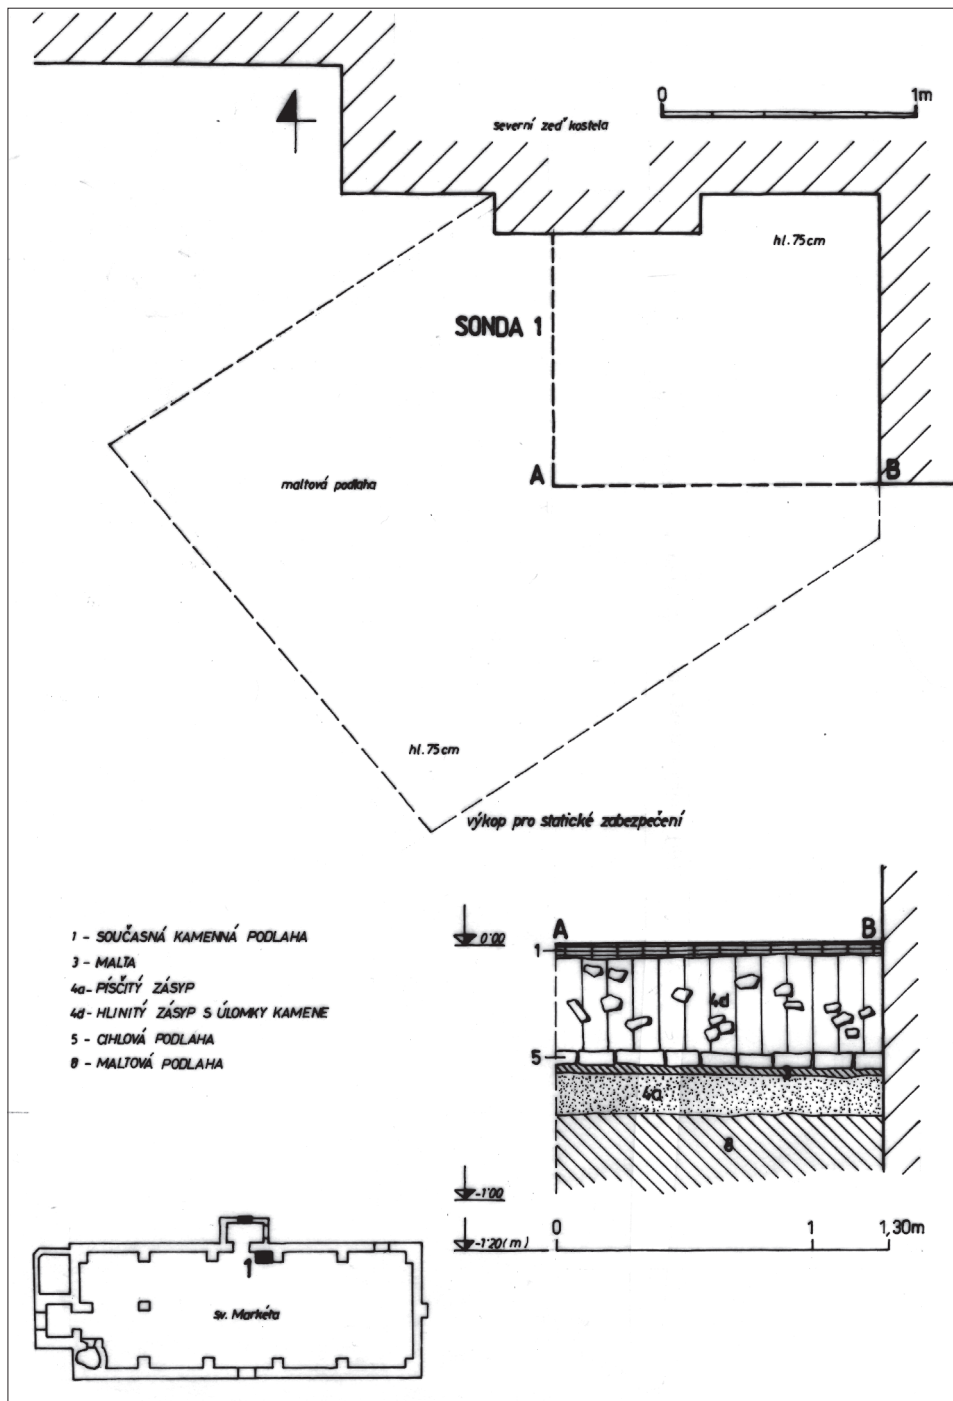 0 1m
severní zeď kostela
hl. 75cm
SONDA 1
A B
maltová podlaha
hl. 75cm
výkop pro statické zabezpečení
1 - SOUČASNÁ KAMENNÁ PODLAHA
3 - MALTA
4a - PÍSČITÝ ZÁSYP
4d - HLINITÝ ZÁSYP S ÚLOMKY KAMENE
5 - CIHLOVÁ PODLAHA
8 - MALTOVÁ PODLAHA
A B
0'00
1
4d
5
3
4a
8
-1'00
0 1 1,30m
-1'20 (m)
1
sv. Markéta